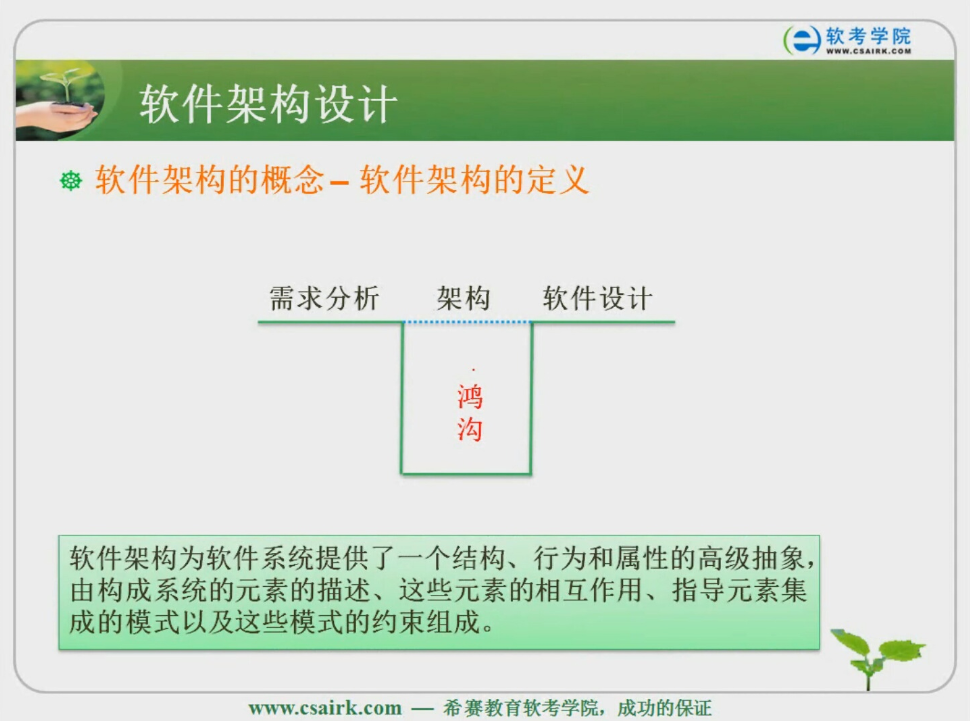 软考学院
WWW.CSAIRK.COM
软件架构设计
软件架构的概念– 软件架构的定义
需求分析 架构 软件设计
鸿
沟
软件架构为软件系统提供了一个结构、行为和属性的高级抽象，
由构成系统的元素的描述、这些元素的相互作用、指导元素集
成的模式以及这些模式的约束组成。
www.csairk.com — 希赛教育软考学院，成功的保证